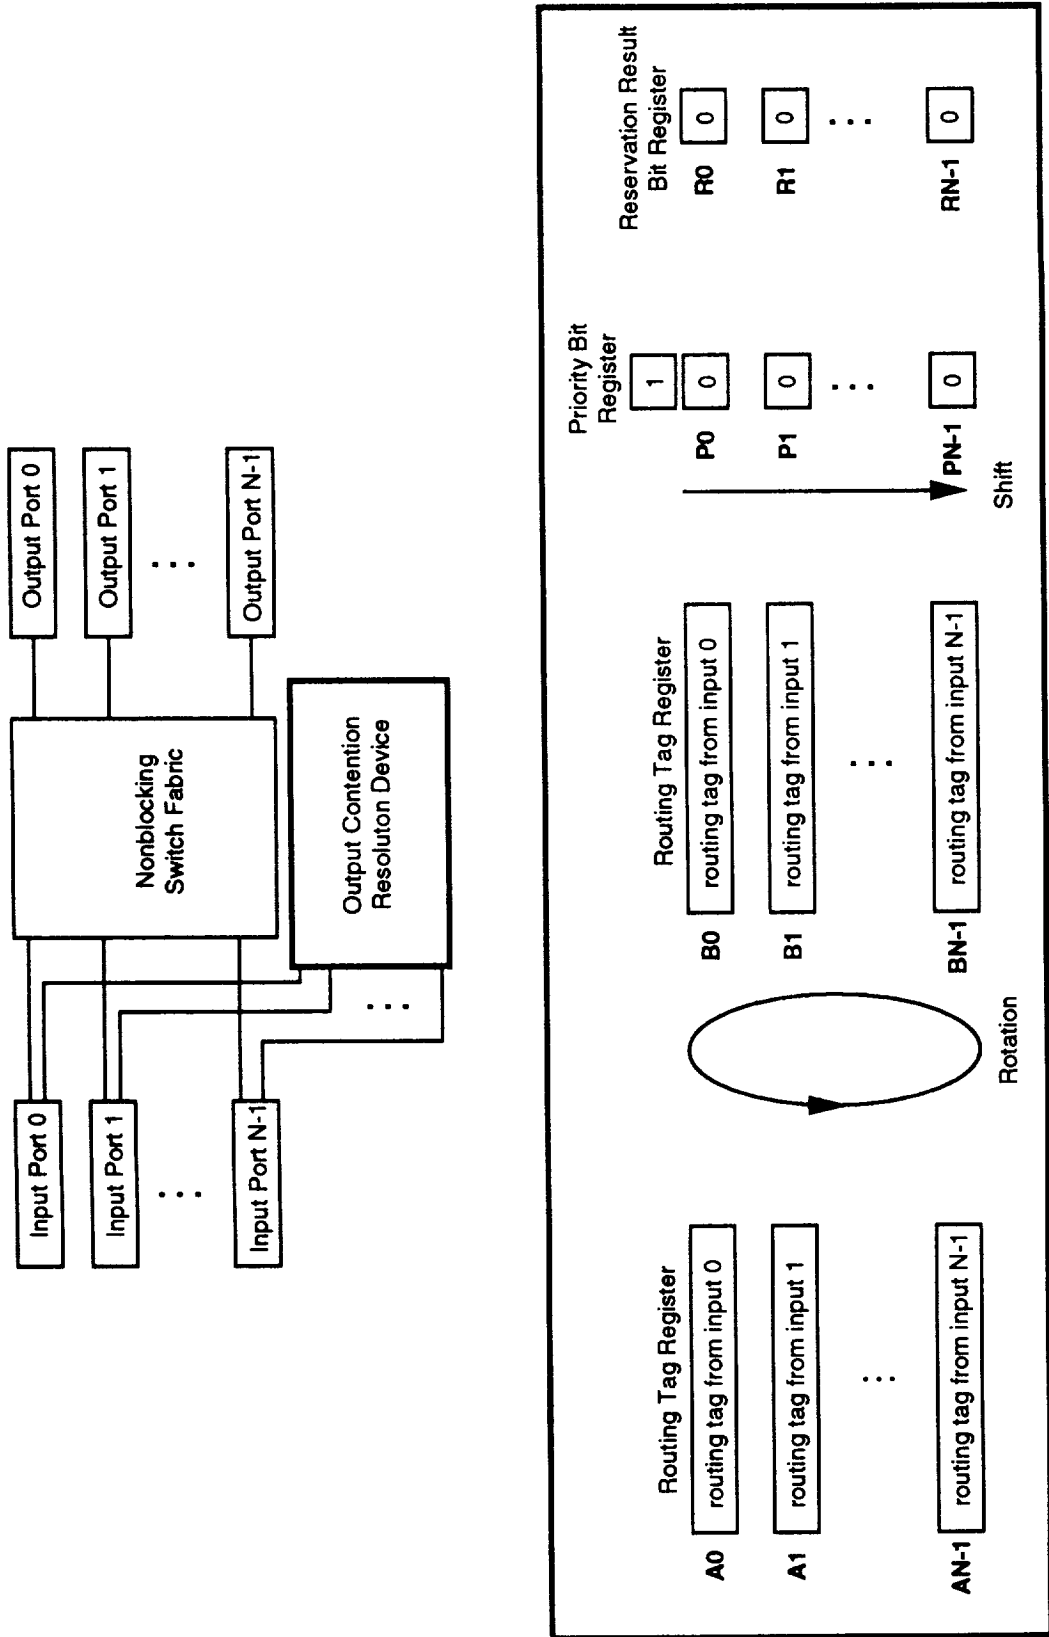 Input Port 0
Input Port 1
. . .
Input Port N-1
Nonblocking
Switch Fabric
Output Port 0
Output Port 1
. . .
Output Port N-1
Output Contention
Resoluton Device
. . .
Routing Tag Register
A0 routing tag from input 0
A1 routing tag from input 1
. . .
AN-1 routing tag from input N-1
Rotation
Routing Tag Register
B0 routing tag from input 0
B1 routing tag from input 1
. . .
BN-1 routing tag from input N-1
Shift
Priority Bit
Register
1
P0 0
P1 0
. . .
PN-1 0
Reservation Result
Bit Register
R0 0
R1 0
. . .
RN-1 0